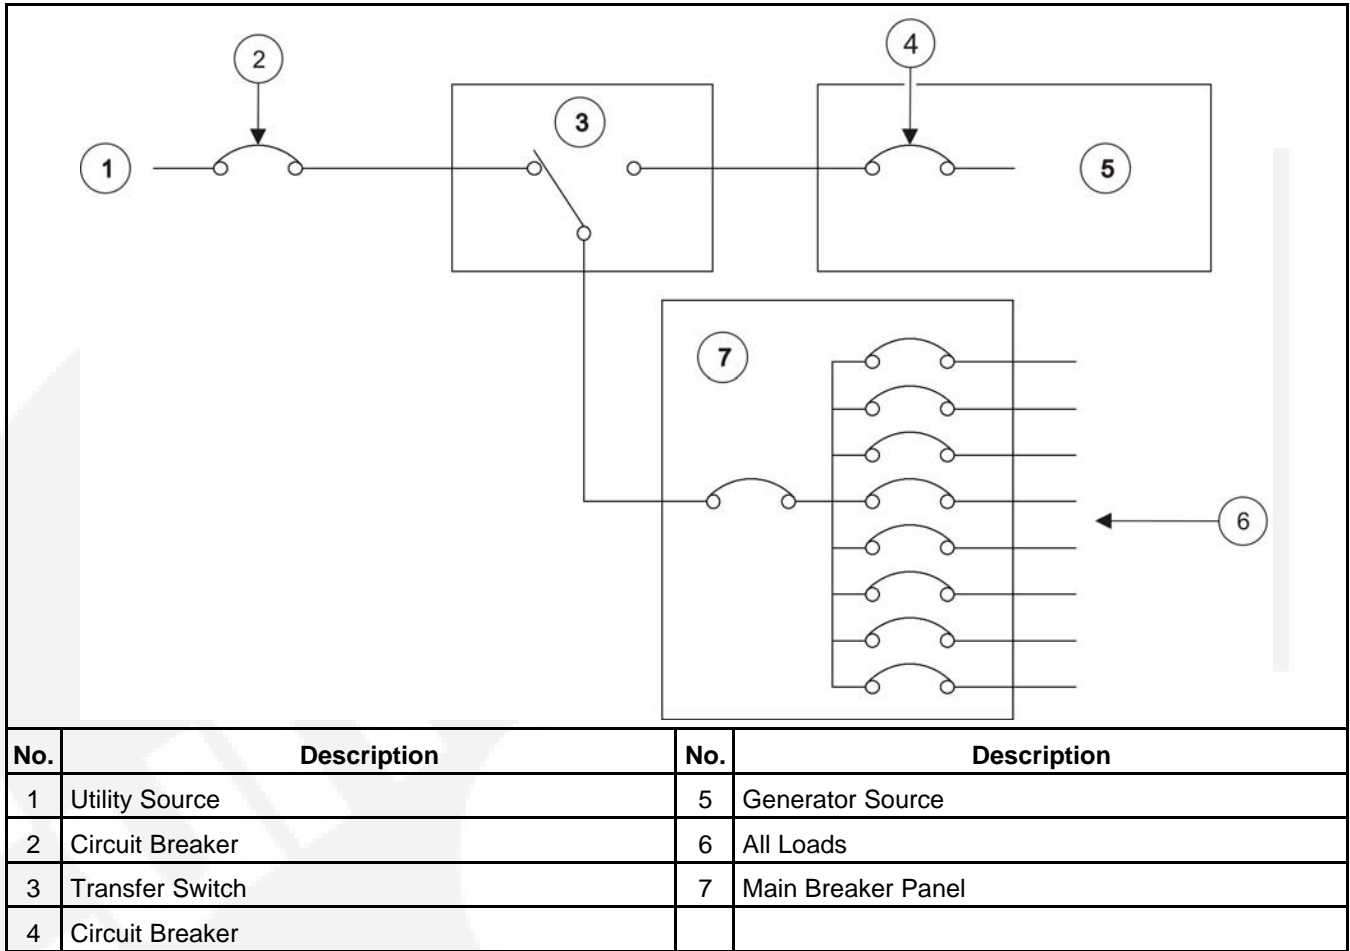 2
4
3
1
5
7
6
No. Description No. Description
1 Utility Source 5 Generator Source
2 Circuit Breaker 6 All Loads
3 Transfer Switch 7 Main Breaker Panel
4 Circuit Breaker